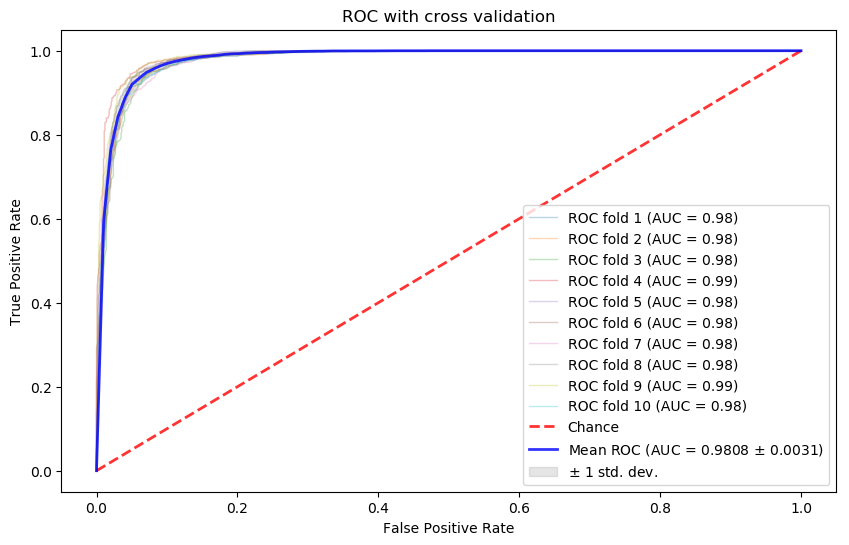 ROC with cross validation
True Positive Rate
1.0
0.8
0.6
0.4
0.2
0.0
ROC fold 1 (AUC = 0.98)
ROC fold 2 (AUC = 0.98)
ROC fold 3 (AUC = 0.98)
ROC fold 4 (AUC = 0.99)
ROC fold 5 (AUC = 0.98)
ROC fold 6 (AUC = 0.98)
ROC fold 7 (AUC = 0.98)
ROC fold 8 (AUC = 0.98)
ROC fold 9 (AUC = 0.99)
ROC fold 10 (AUC = 0.98)
Chance
Mean ROC (AUC = 0.9808 ± 0.0031)
± 1 std. dev.
0.0 0.2 0.4 0.6 0.8 1.0
False Positive Rate